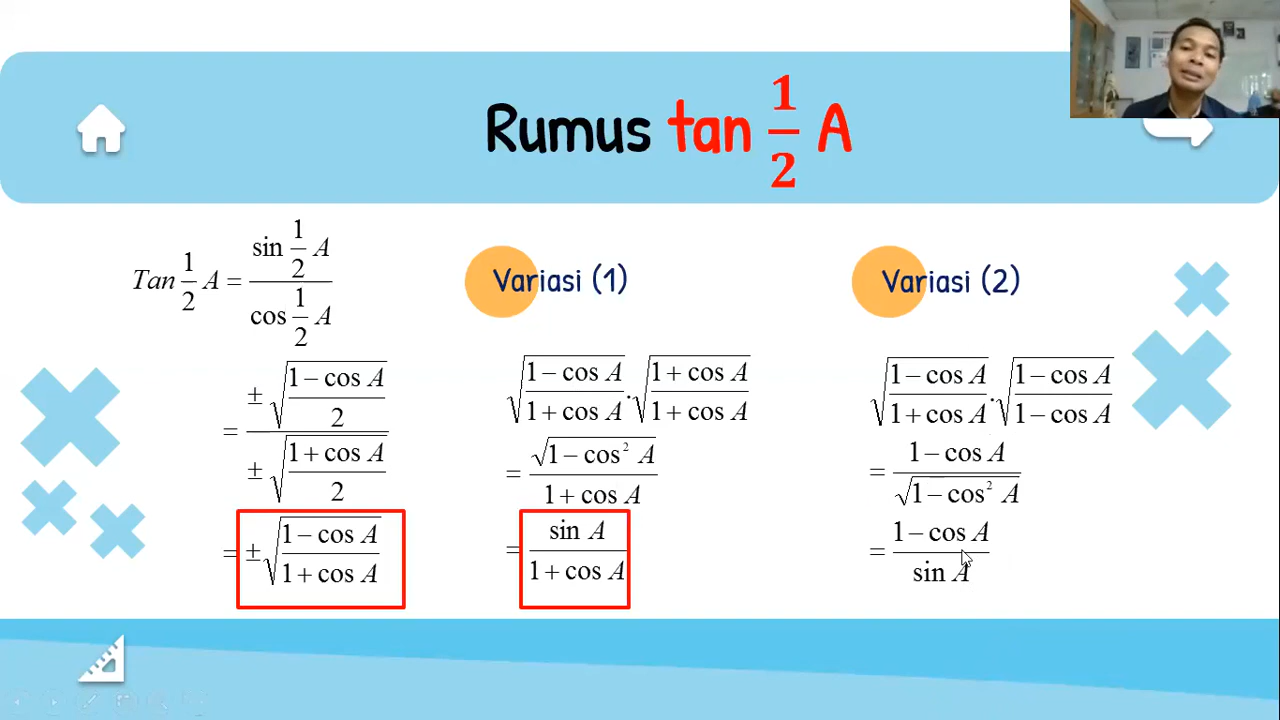 Rumus tan 1/2 A
Tan 1/2 A = (sin 1/2 A)/(cos 1/2 A)
= (± √((1 − cos A)/2))/(± √((1 + cos A)/2))
= ± √((1 − cos A)/(1 + cos A))
Variasi (1)
√((1 − cos A)/(1 + cos A)) . √((1 + cos A)/(1 + cos A))
= √(1 − cos² A)/(1 + cos A)
= sin A/(1 + cos A)
Variasi (2)
√((1 − cos A)/(1 + cos A)) . √((1 − cos A)/(1 − cos A))
= (1 − cos A)/√(1 − cos² A)
= (1 − cos A)/sin A